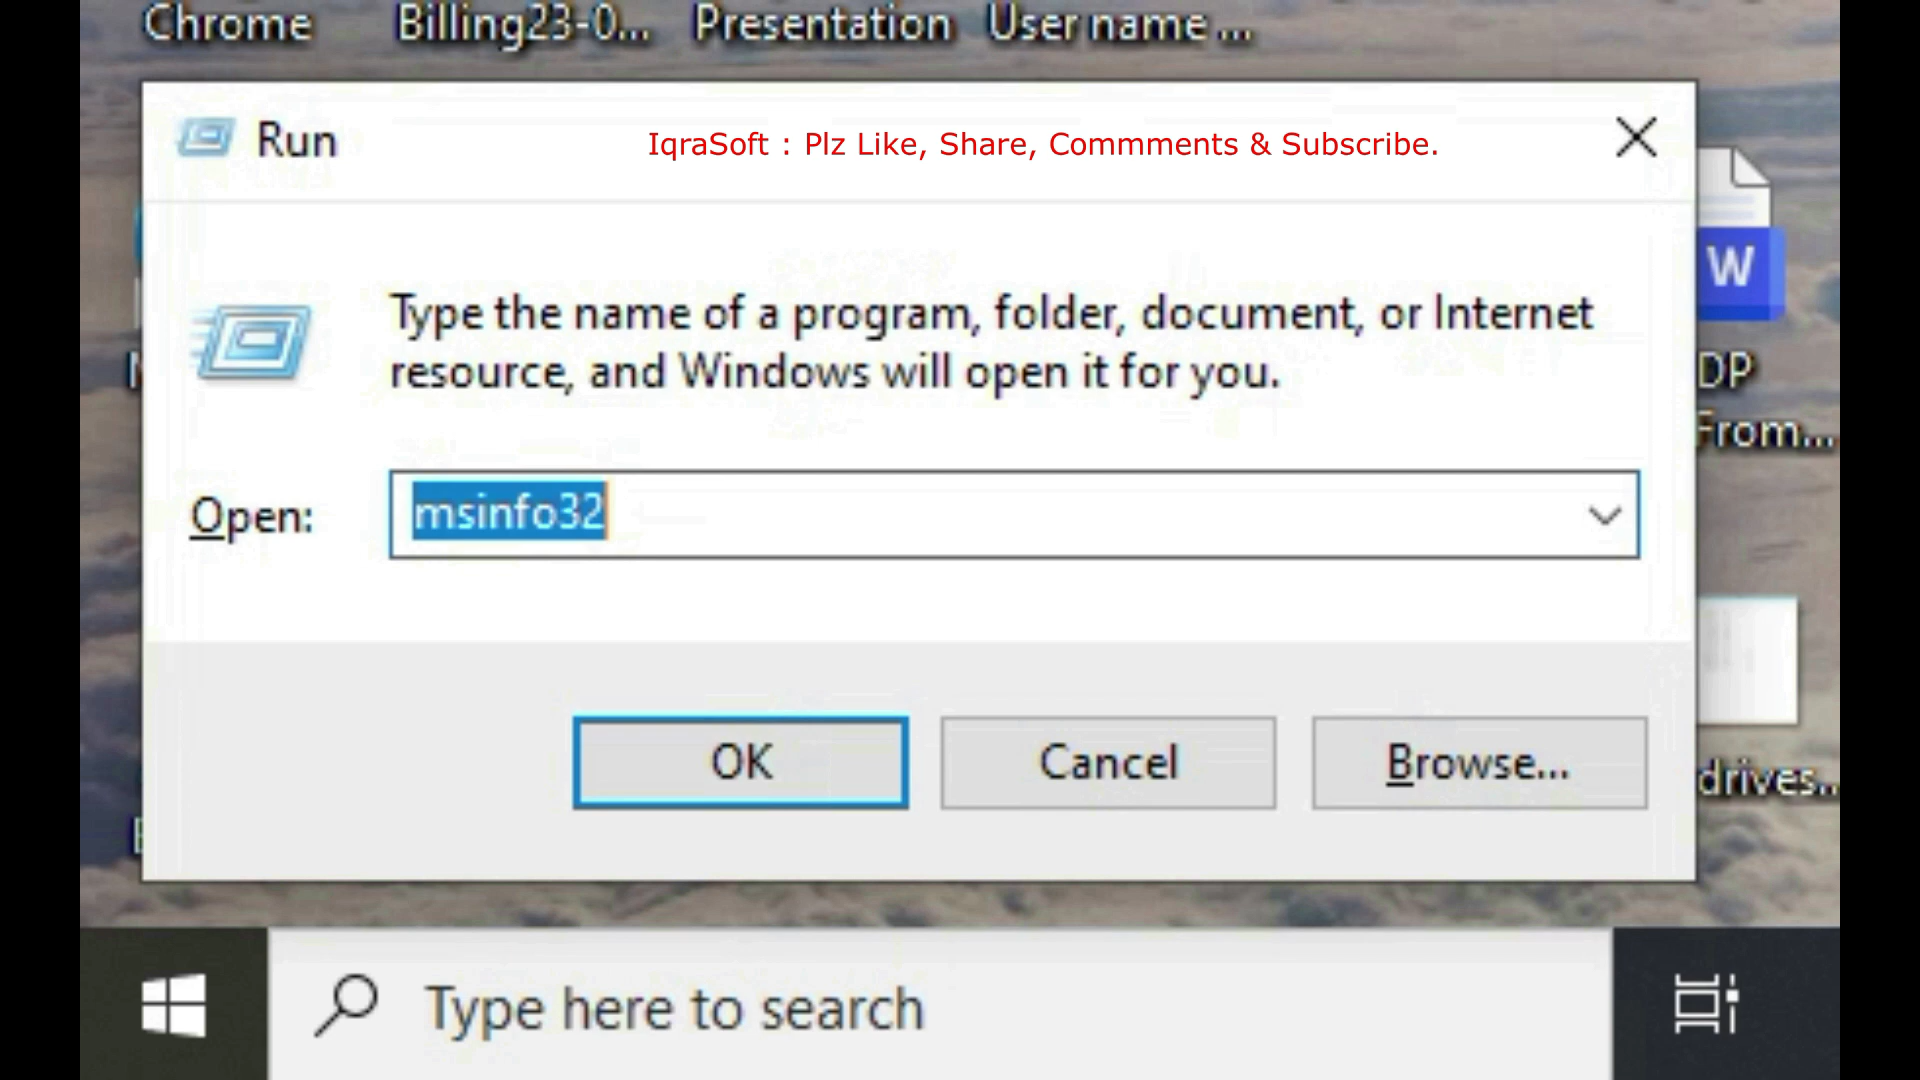 Chrome
Billing23-0...
Presentation
User name ...
Run
IqraSoft : Plz Like, Share, Commments & Subscribe.
W
Type the name of a program, folder, document, or Internet
resource, and Windows will open it for you.
DP
From...
Open:
msinfo32
OK
Cancel
Browse...
drives..
Type here to search